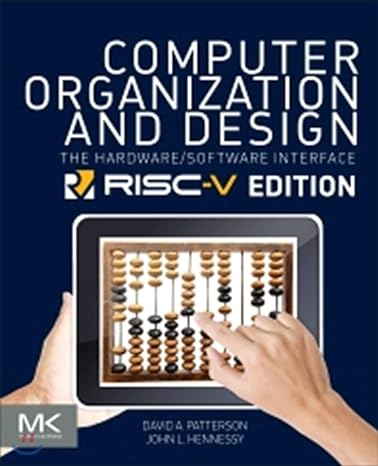 COMPUTER
ORGANIZATION
AND DESIGN
THE HARDWARE/SOFTWARE INTERFACE
RISC-V EDITION
MK
DAVID A. PATTERSON
JOHN L. HENNESSY